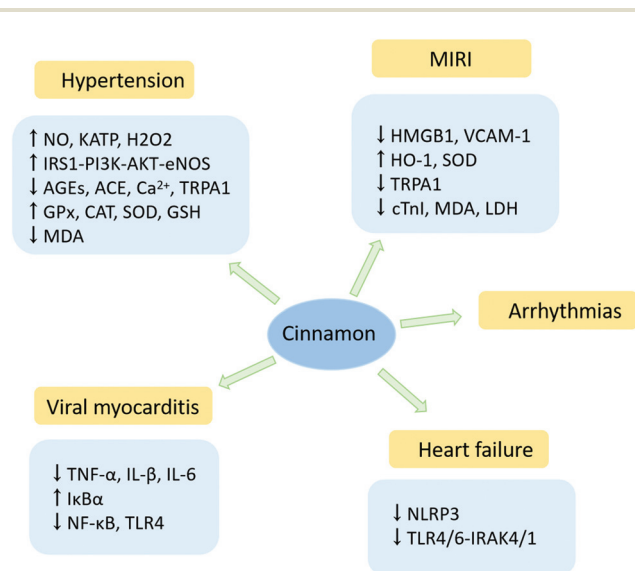 Hypertension
↑ NO, KATP, H2O2
↑ IRS1-PI3K-AKT-eNOS
↓ AGEs, ACE, Ca²⁺, TRPA1
↑ GPx, CAT, SOD, GSH
↓ MDA
MIRI
↓ HMGB1, VCAM-1
↑ HO-1, SOD
↓ TRPA1
↓ cTnI, MDA, LDH
Cinnamon
Arrhythmias
Viral myocarditis
↓ TNF-α, IL-β, IL-6
↑ IκBα
↓ NF-κB, TLR4
Heart failure
↓ NLRP3
↓ TLR4/6-IRAK4/1